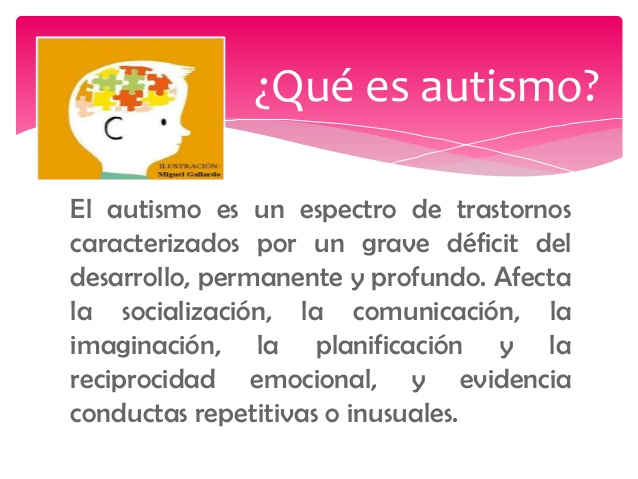 ¿Qué es autismo?
ILUSTRACIÓN:
Miguel Gallardo
El autismo es un espectro de trastornos
caracterizados por un grave déficit del
desarrollo, permanente y profundo. Afecta
la socialización, la comunicación, la
imaginación, la planificación y la
reciprocidad emocional, y evidencia
conductas repetitivas o inusuales.